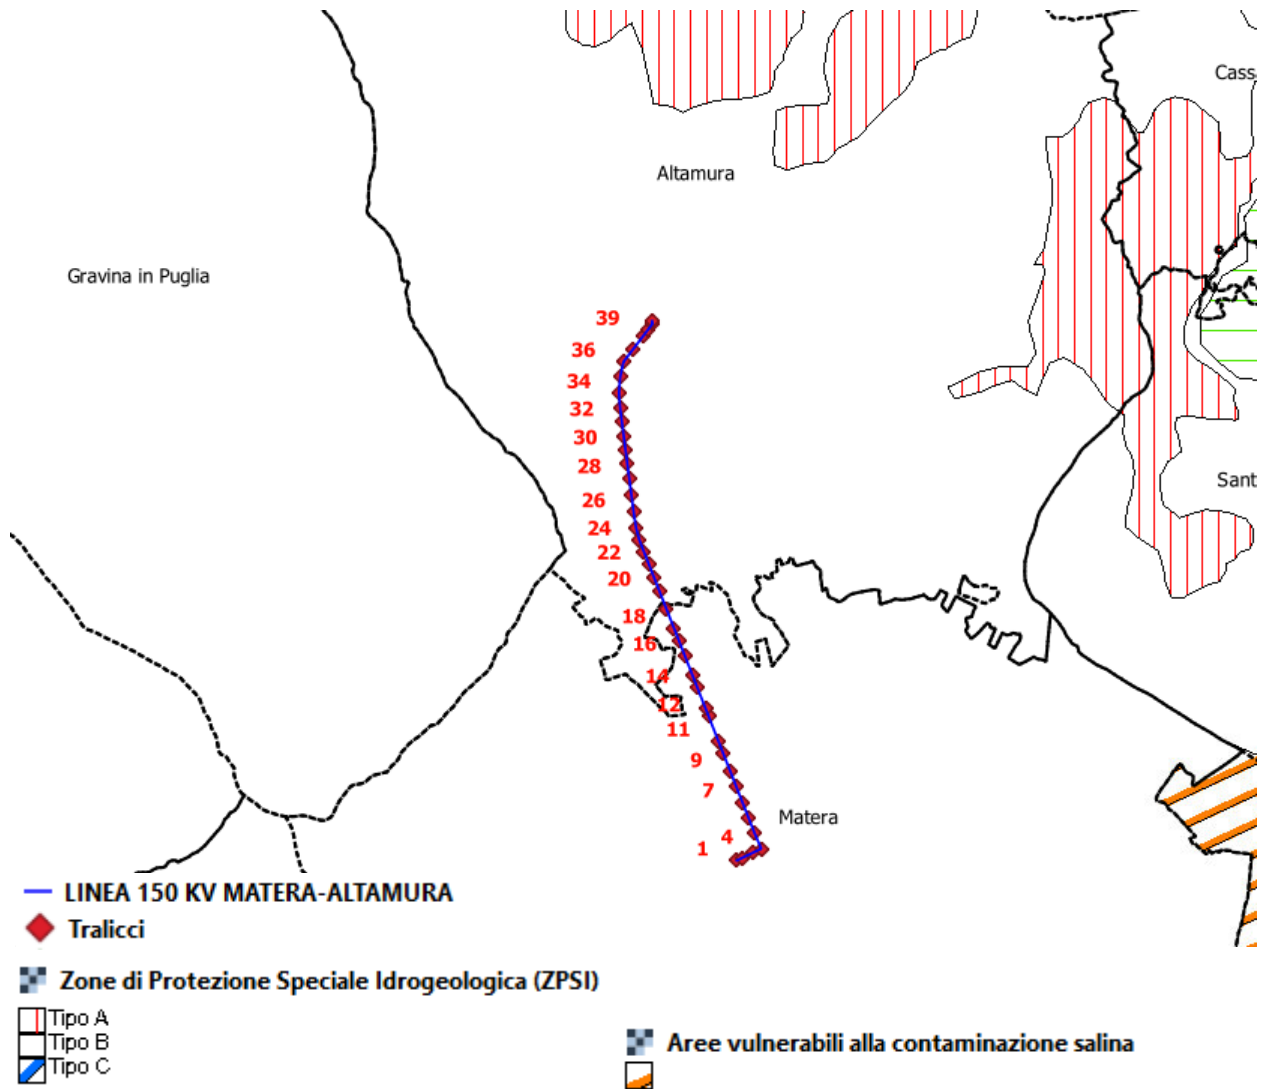 Cass
Altamura
Gravina in Puglia
39
36
34
32
30
28
Sant
26
24
22
20
18
16
14
12
11
9
7
Matera
4
1
LINEA 150 KV MATERA-ALTAMURA
Tralicci
Zone di Protezione Speciale Idrogeologica (ZPSI)
Tipo A
Tipo B
Tipo C
Aree vulnerabili alla contaminazione salina